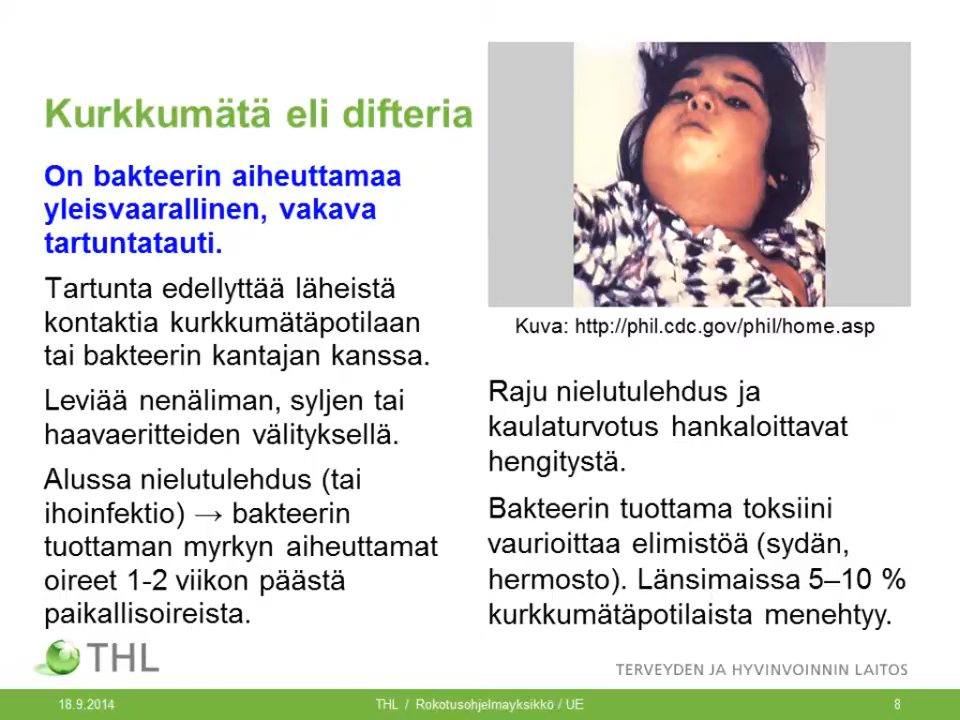 Kurkkumätä eli difteria
On bakteerin aiheuttamaa
yleisvaarallinen, vakava
tartuntatauti.
Tartunta edellyttää läheistä
kontaktia kurkkumätäpotilaan
tai bakteerin kantajan kanssa.
Leviää nenäliman, syljen tai
haavaeritteiden välityksellä.
Alussa nielutulehdus (tai
ihoinfektio) → bakteerin
tuottaman myrkyn aiheuttamat
oireet 1-2 viikon päästä
paikallisoireista.
Kuva: http://phil.cdc.gov/phil/home.asp
Raju nielutulehdus ja
kaulaturvotus hankaloittavat
hengitystä.
Bakteerin tuottama toksiini
vaurioittaa elimistöä (sydän,
hermosto). Länsimaissa 5–10 %
kurkkumätäpotilaista menehtyy.
THL
TERVEYDEN JA HYVINVOINNIN LAITOS
18.9.2014
THL / Rokotusohjelmayksikkö / UE
8